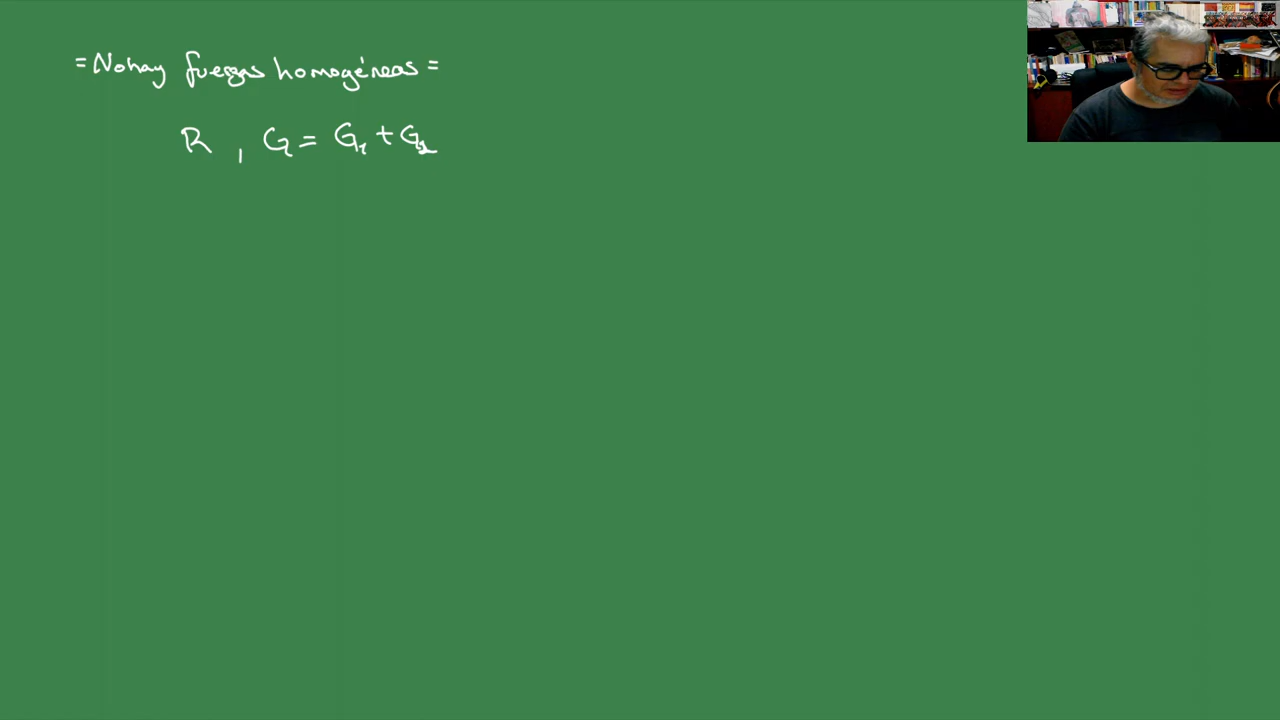 = No hay fuerzas homogéneas =
R , G = G₁ + G₂